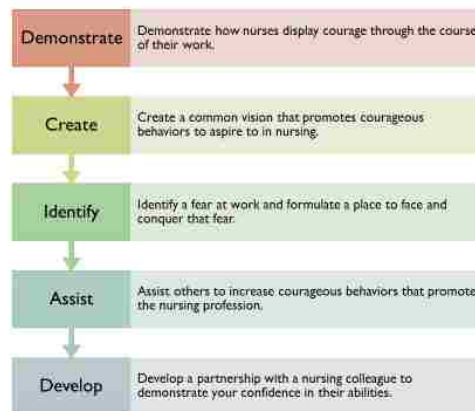 Demonstrate
Demonstrate how nurses display courage through the course
of their work.
Create
Create a common vision that promotes courageous
behaviors to aspire to in nursing.
Identify
Identify a fear at work and formulate a place to face and
conquer that fear.
Assist
Assist others to increase courageous behaviors that promote
the nursing profession.
Develop
Develop a partnership with a nursing colleague to
demonstrate your confidence in their abilities.